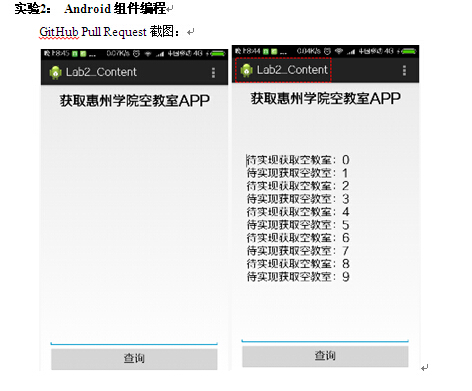 实验2： Android 组件编程
GitHub Pull Request 截图：
18:45 0.07K/s 4G
Lab2_Content
获取惠州学院空教室APP
查询
18:44 0.04K/s 4G
Lab2_Content
获取惠州学院空教室APP
待实现获取空教室：0
待实现获取空教室：1
待实现获取空教室：2
待实现获取空教室：3
待实现获取空教室：4
待实现获取空教室：5
待实现获取空教室：6
待实现获取空教室：7
待实现获取空教室：8
待实现获取空教室：9
查询